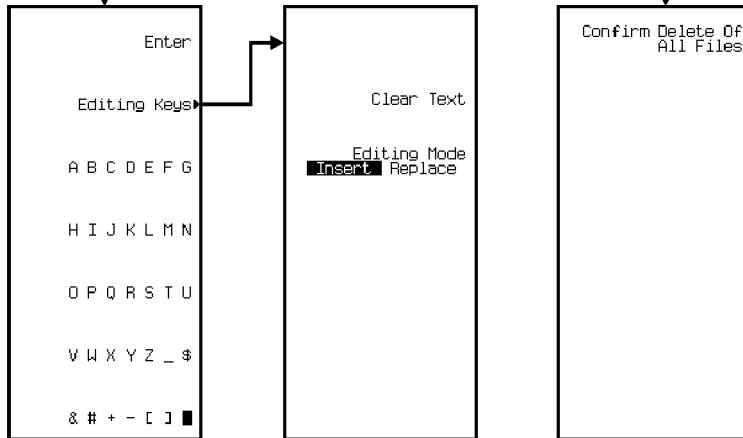 Enter
Editing Keys
A B C D E F G
H I J K L M N
O P Q R S T U
V W X Y Z _ $
& # + - [ ]
Clear Text
Editing Mode
Insert Replace
Confirm Delete Of
All Files